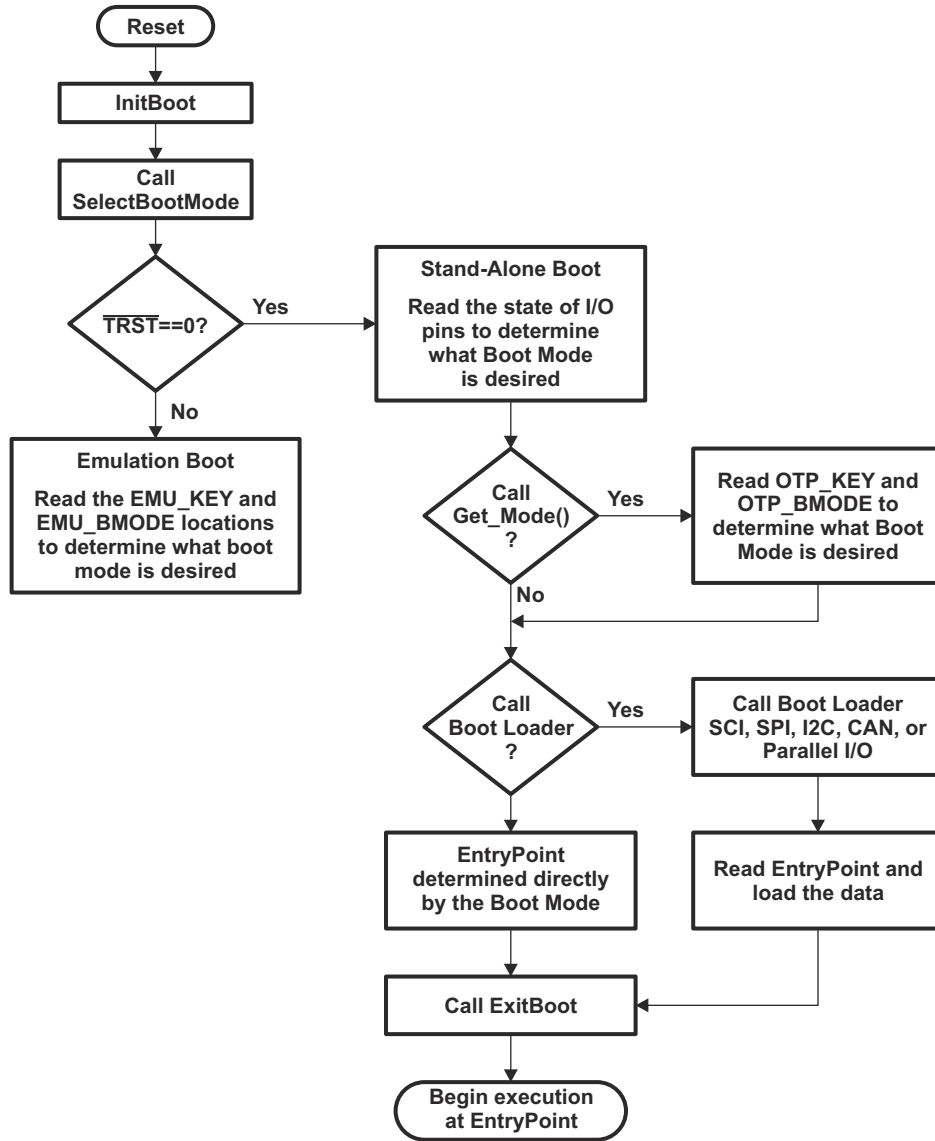 Reset
InitBoot
Call
SelectBootMode
TRST==0?
Yes
No
Stand-Alone Boot
Read the state of I/O
pins to determine
what Boot Mode
is desired
Emulation Boot
Read the EMU_KEY and
EMU_BMODE locations
to determine what boot
mode is desired
Call
Get_Mode()
?
Yes
No
Read OTP_KEY and
OTP_BMODE to
determine what Boot
Mode is desired
Call
Boot Loader
?
Yes
No
Call Boot Loader
SCI, SPI, I2C, CAN, or
Parallel I/O
EntryPoint
determined directly
by the Boot Mode
Read EntryPoint and
load the data
Call ExitBoot
Begin execution
at EntryPoint